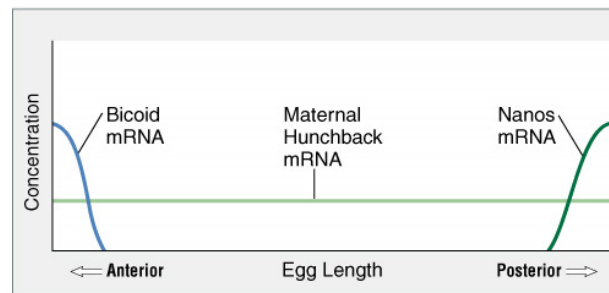 Concentration
Bicoid
mRNA
Maternal
Hunchback
mRNA
Nanos
mRNA
⇐ Anterior
Egg Length
Posterior ⇒